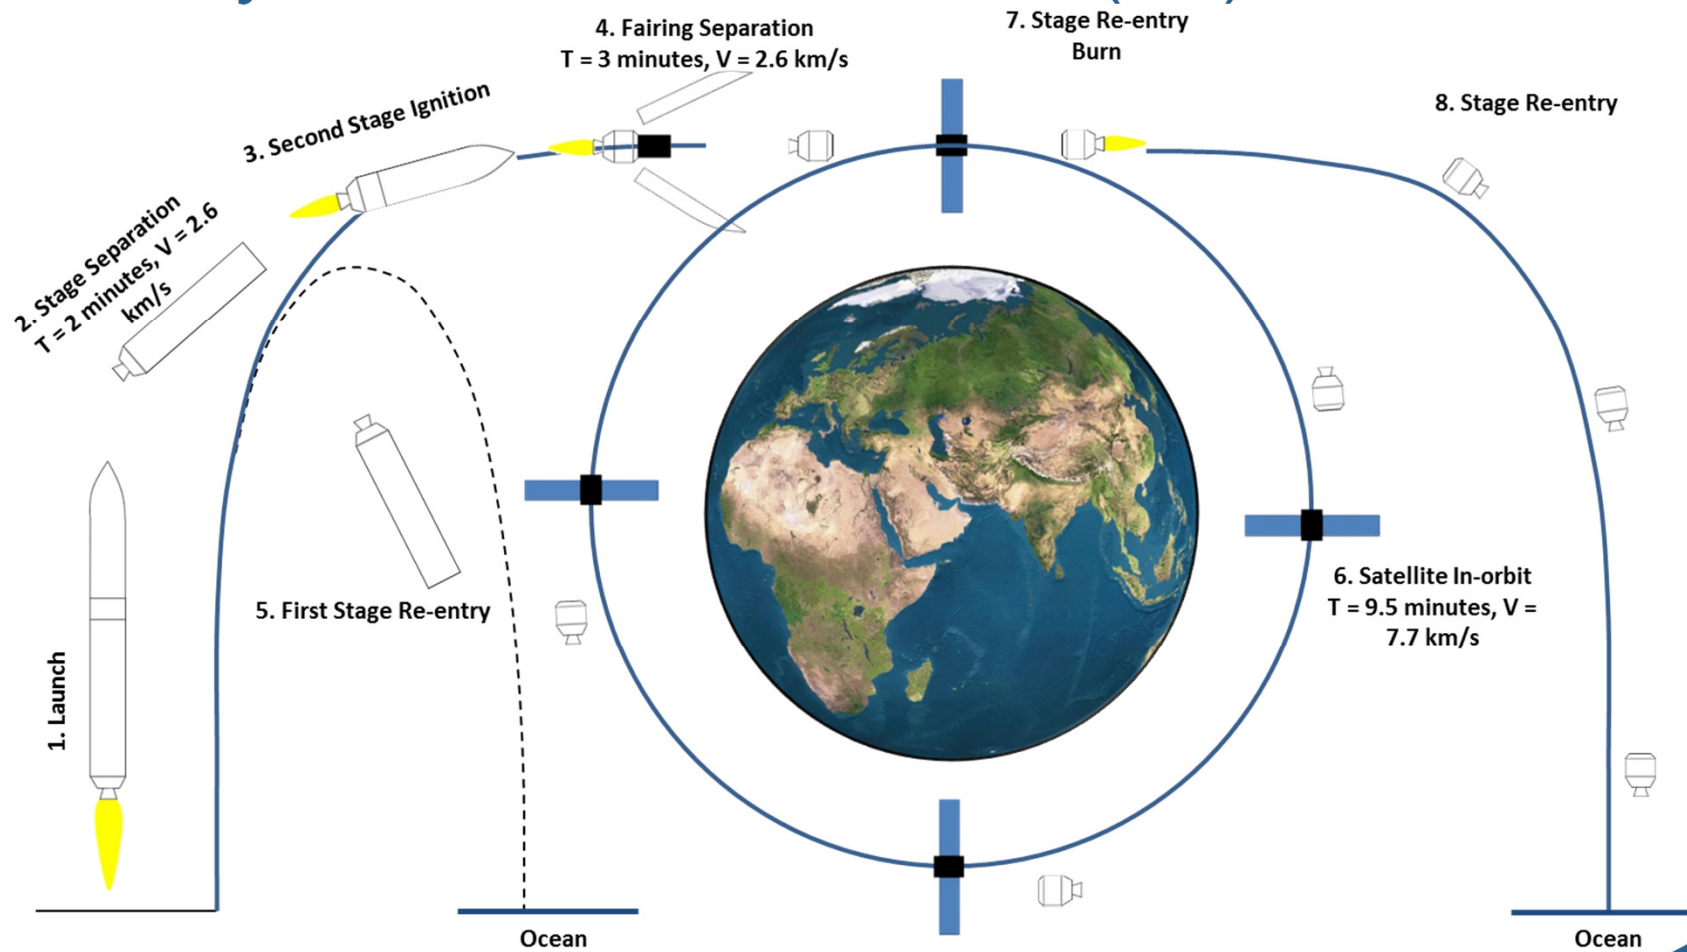 4. Fairing Separation
T = 3 minutes, V = 2.6 km/s
7. Stage Re-entry
Burn
8. Stage Re-entry
3. Second Stage Ignition
2. Stage Separation
T = 2 minutes, V = 2.6
km/s
1. Launch
5. First Stage Re-entry
6. Satellite In-orbit
T = 9.5 minutes, V =
7.7 km/s
Ocean
Ocean